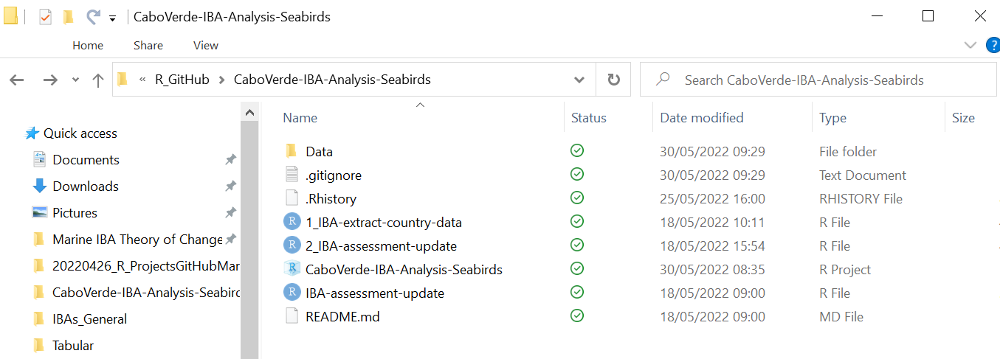 CaboVerde-IBA-Analysis-Seabirds
Home Share View ?
« R_GitHub > CaboVerde-IBA-Analysis-Seabirds Search CaboVerde-IBA-Analysis-Seabirds
Name Status Date modified Type Size
Quick access
Documents
Downloads
Pictures
Marine IBA Theory of Change
20220426_R_ProjectsGitHubMar
CaboVerde-IBA-Analysis-Seabird
IBAs_General
Tabular
Data 30/05/2022 09:29 File folder
.gitignore 30/05/2022 09:29 Text Document
.Rhistory 25/05/2022 16:00 RHISTORY File
R 1_IBA-extract-country-data 18/05/2022 10:11 R File
R 2_IBA-assessment-update 18/05/2022 15:54 R File
R CaboVerde-IBA-Analysis-Seabirds 30/05/2022 08:35 R Project
R IBA-assessment-update 18/05/2022 09:00 R File
README.md 18/05/2022 09:00 MD File